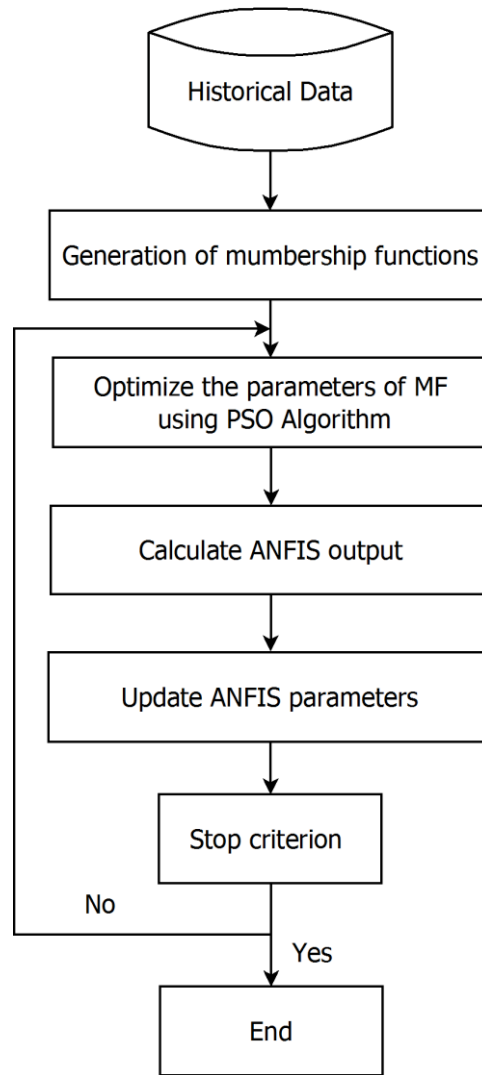 Historical Data
Generation of mumbership functions
Optimize the parameters of MF
using PSO Algorithm
Calculate ANFIS output
Update ANFIS parameters
Stop criterion
No
Yes
End